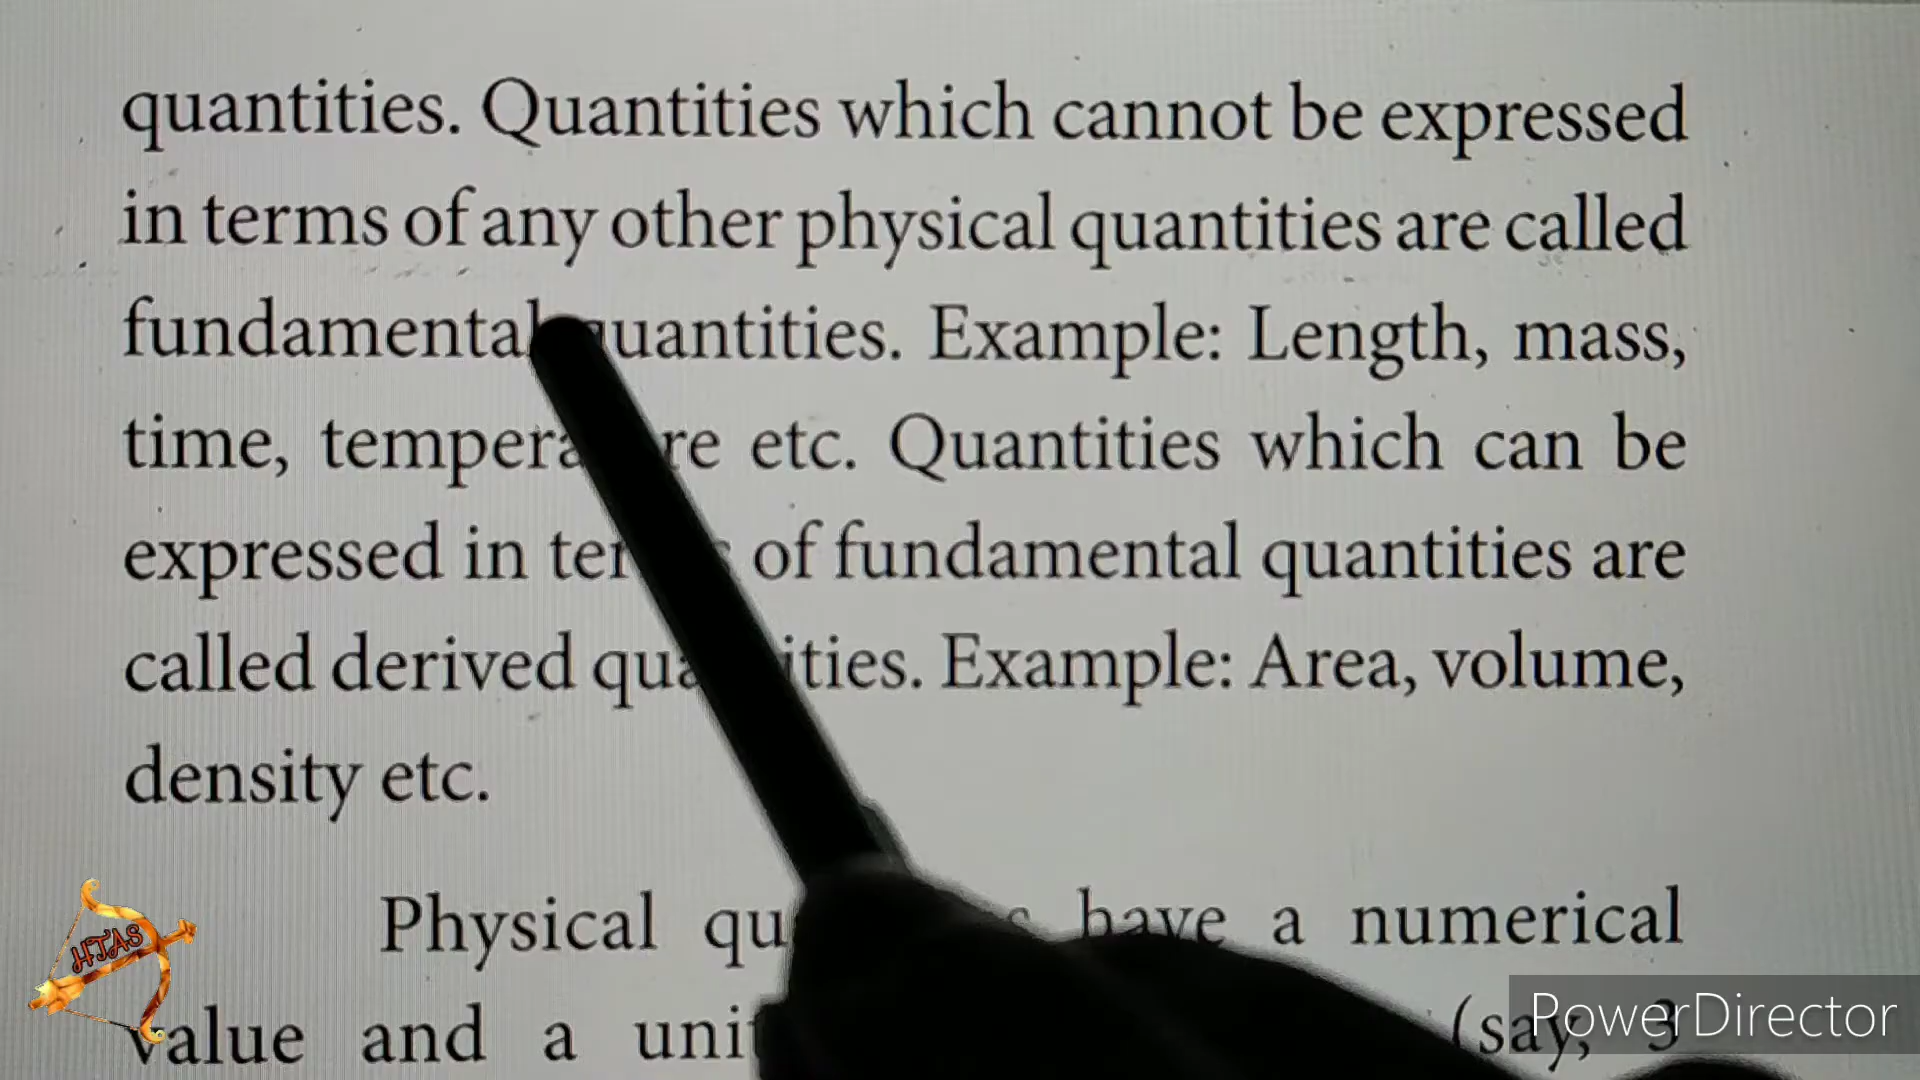 quantities. Quantities which cannot be expressed
in terms of any other physical quantities are called
fundamental quantities. Example: Length, mass,
time, temperature etc. Quantities which can be
expressed in terms of fundamental quantities are
called derived quantities. Example: Area, volume,
density etc.
Physical have a numerical
value and a unit (say, 3
HTAS
PowerDirector